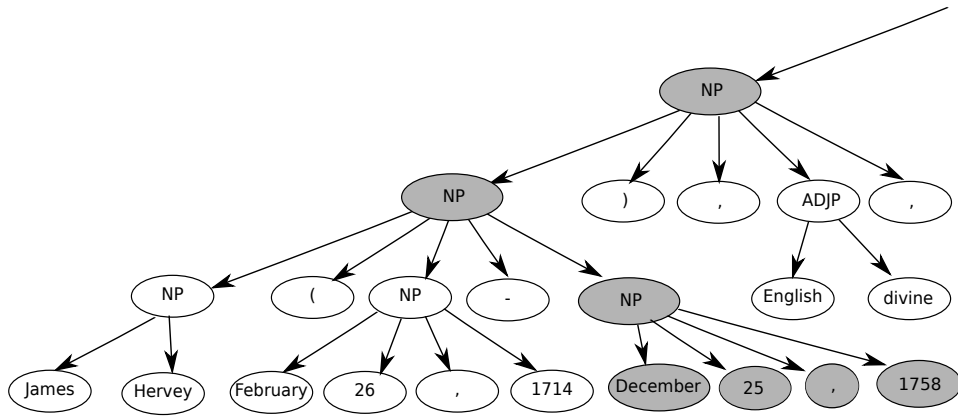 NP
NP ) , ADJP ,
NP ( NP - NP English divine
James Hervey February 26 , 1714 December 25 , 1758